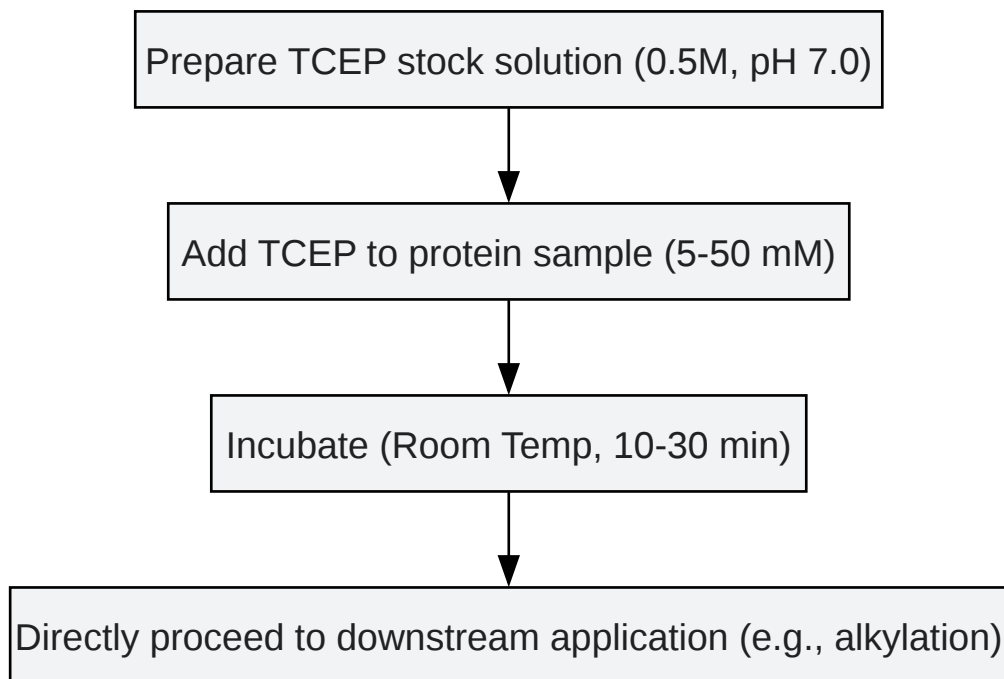 Prepare TCEP stock solution (0.5M, pH 7.0)
Add TCEP to protein sample (5-50 mM)
Incubate (Room Temp, 10-30 min)
Directly proceed to downstream application (e.g., alkylation)